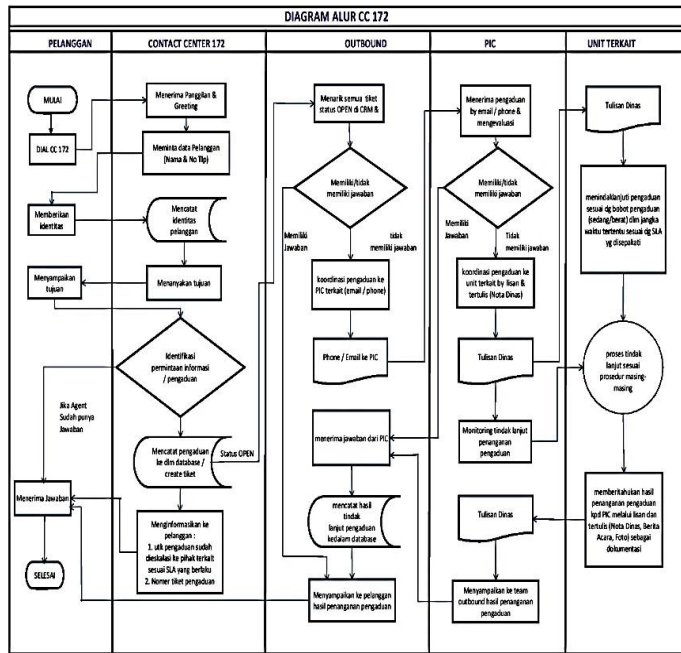 DIAGRAM ALUR CC 172
PELANGGAN
CONTACT CENTER 172
OUTBOUND
PIC
UNIT TERKAIT
MULAI
DIAL CC 172
Memberikan
identitas
Menyampaikan
tujuan
Jika Agent
Sudah punya
Jawaban
Menerima Jawaban
SELESAI
Menerima Panggilan &
Greeting
Meminta data Pelanggan
(Nama & No Tlp)
Mencatat
identitas
pelanggan
Menanyakan tujuan
Identifikasi
permintaan informasi
/ pengaduan
Mencatat pengaduan
ke dlm database /
create tiket
Status OPEN
Menginformasikan ke
pelanggan :
1. utk pengaduan sudah
dieskalasi ke pihak terkait
sesuai SLA yang berlaku
2. Nomer tiket pengaduan
Menarik semua tiket
status OPEN di CRM &
Memiliki/tidak
memiliki jawaban
Memiliki
Jawaban
tidak
memiliki jawaban
koordinasi pengaduan ke
PIC terkait (email / phone)
Phone / Email ke PIC
menerima jawaban dari PIC
mencatat hasil
tindak
lanjut pengaduan
kedalam database
Menyampaikan ke pelanggan
hasil penanganan pengaduan
Menerima pengaduan
by email / phone &
mengevaluasi
Memiliki/tidak
memiliki jawaban
Memiliki
Jawaban
Tidak
memiliki jawaban
koordinasi pengaduan ke
unit terkait by lisan &
tertulis (Nota Dinas)
Tulisan Dinas
Monitoring tindak lanjut
penanganan
pengaduan
Tulisan Dinas
Menyampaikan ke team
outbound hasil penanganan
pengaduan
Tulisan Dinas
menindaklanjuti pengaduan
sesuai dg bobot pengaduan
(sedang/berat) dlm jangka
waktu tertentu sesuai dg SLA
yg disepakati
proses tindak
lanjut sesuai
prosedur masing-
masing
memberitahukan hasil
penanganan pengaduan
kpd PIC melalui lisan dan
tertulis (Nota Dinas, Berita
Acara, Foto) sebagai
dokumentasi